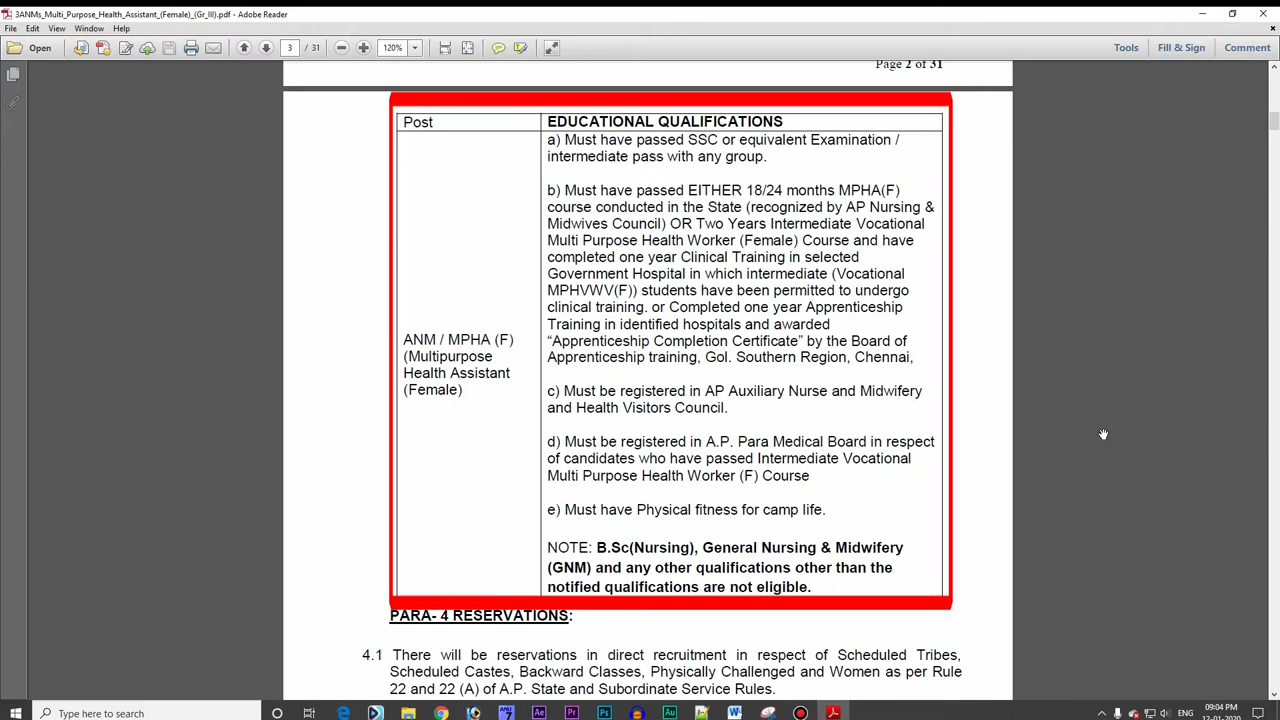 3ANMs_Multi_Purpose_Health_Assistant_(Female)_(Gr_III).pdf - Adobe Reader
File Edit View Window Help
Open 3 / 31 120% Tools Fill & Sign Comment
Page 2 of 31
Post EDUCATIONAL QUALIFICATIONS
a) Must have passed SSC or equivalent Examination /
intermediate pass with any group.
b) Must have passed EITHER 18/24 months MPHA(F)
course conducted in the State (recognized by AP Nursing &
Midwives Council) OR Two Years Intermediate Vocational
Multi Purpose Health Worker (Female) Course and have
completed one year Clinical Training in selected
Government Hospital in which intermediate (Vocational
MPHVWV(F)) students have been permitted to undergo
clinical training. or Completed one year Apprenticeship
Training in identified hospitals and awarded
“Apprenticeship Completion Certificate” by the Board of
Apprenticeship training, Gol. Southern Region, Chennai,
ANM / MPHA (F)
(Multipurpose
Health Assistant
(Female)
c) Must be registered in AP Auxiliary Nurse and Midwifery
and Health Visitors Council.
d) Must be registered in A.P. Para Medical Board in respect
of candidates who have passed Intermediate Vocational
Multi Purpose Health Worker (F) Course
e) Must have Physical fitness for camp life.
NOTE: B.Sc(Nursing), General Nursing & Midwifery
(GNM) and any other qualifications other than the
notified qualifications are not eligible.
PARA- 4 RESERVATIONS:
4.1 There will be reservations in direct recruitment in respect of Scheduled Tribes,
Scheduled Castes, Backward Classes, Physically Challenged and Women as per Rule
22 and 22 (A) of A.P. State and Subordinate Service Rules.
Type here to search
09:04 PM
12-01-2020